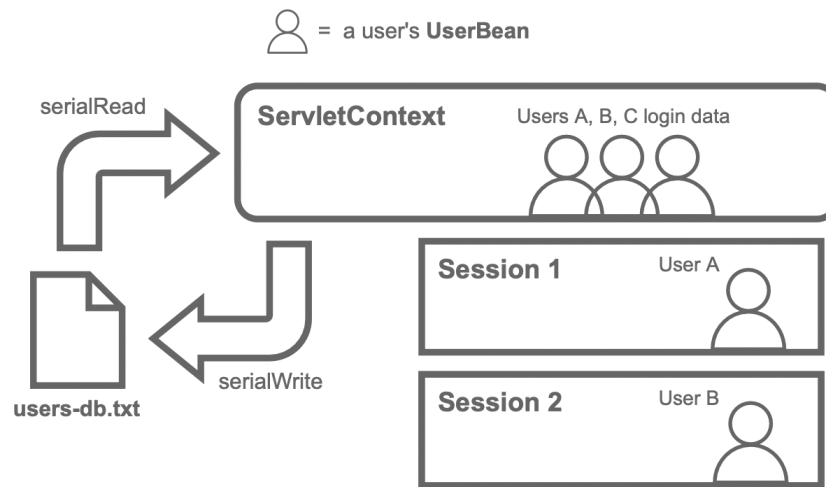 = a user's UserBean
serialRead
ServletContext
Users A, B, C login data
Session 1
User A
serialWrite
users-db.txt
Session 2
User B